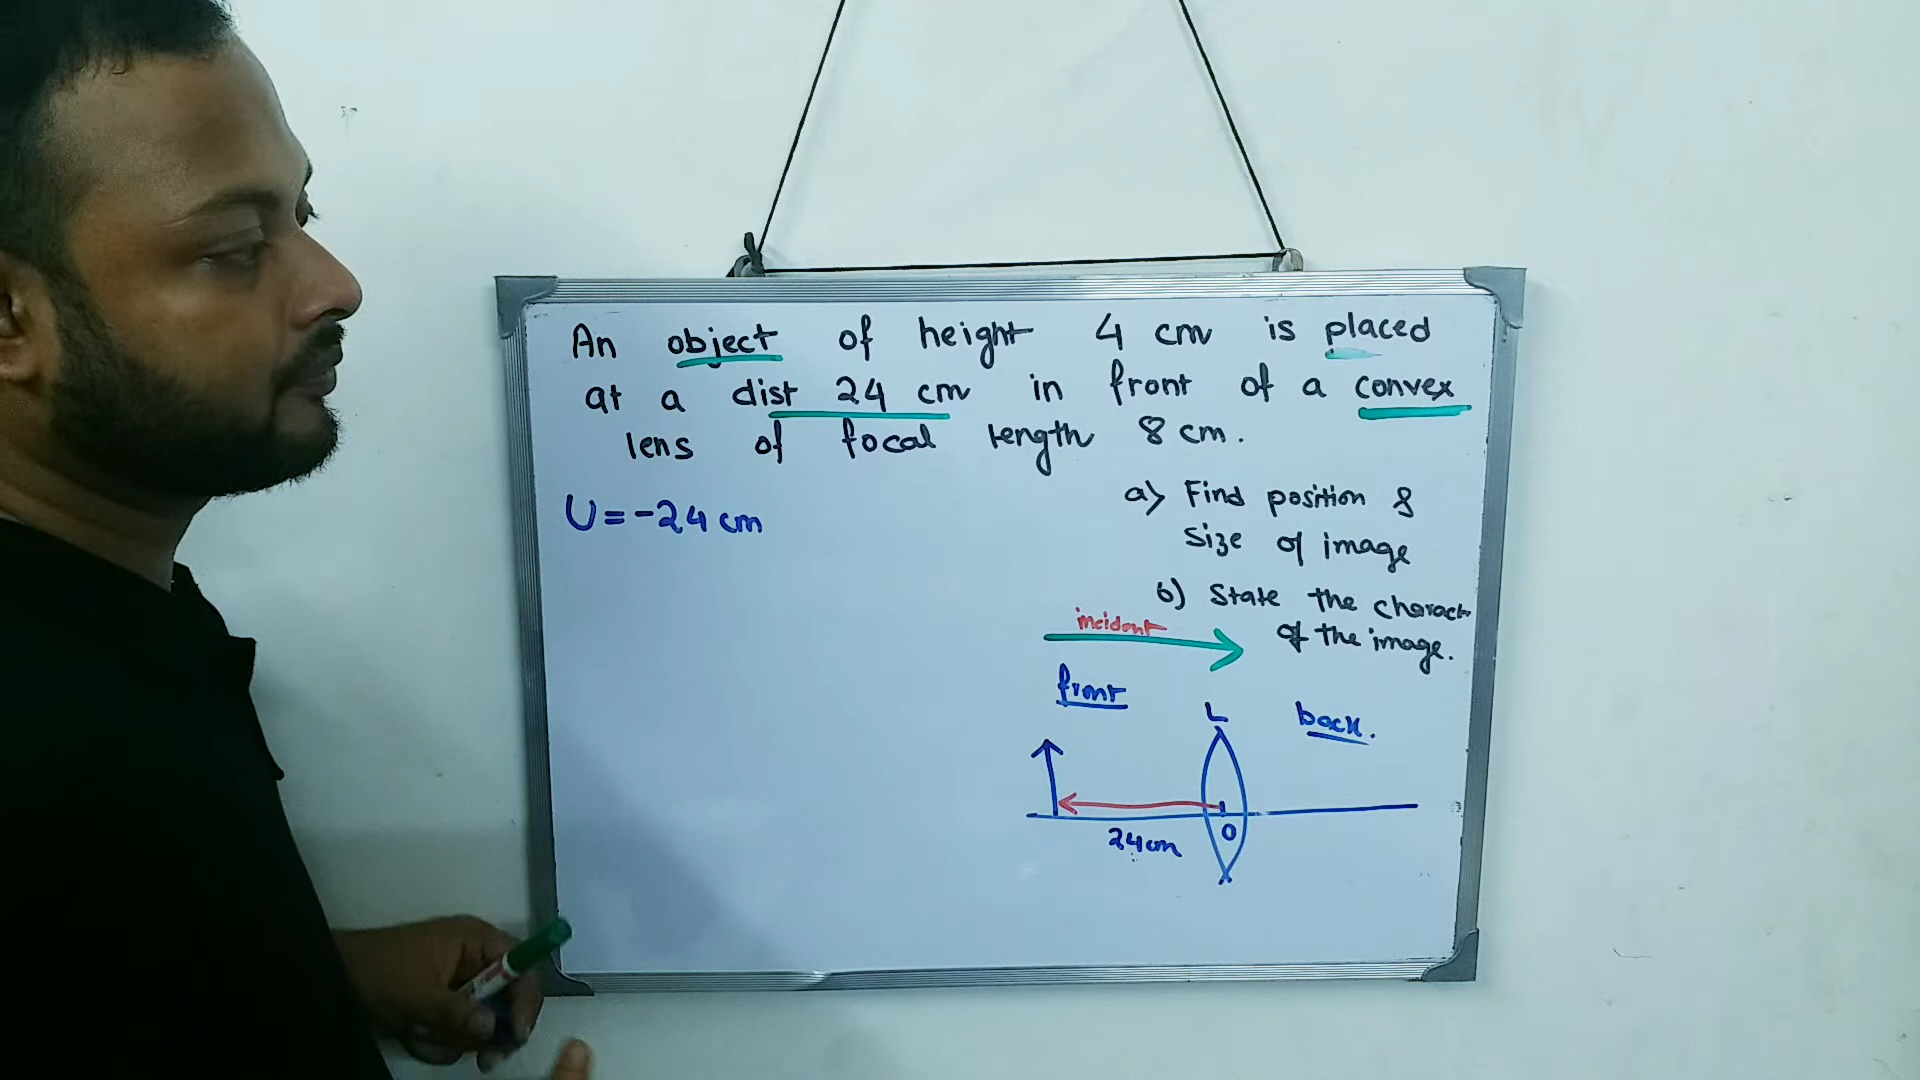 An object of height 4 cm is placed
at a dist 24 cm in front of a convex
lens of focal length 8 cm.
U = -24 cm
a) Find position &
size of image
b) State the charact
of the image.
incident
front
L
back.
24cm
O